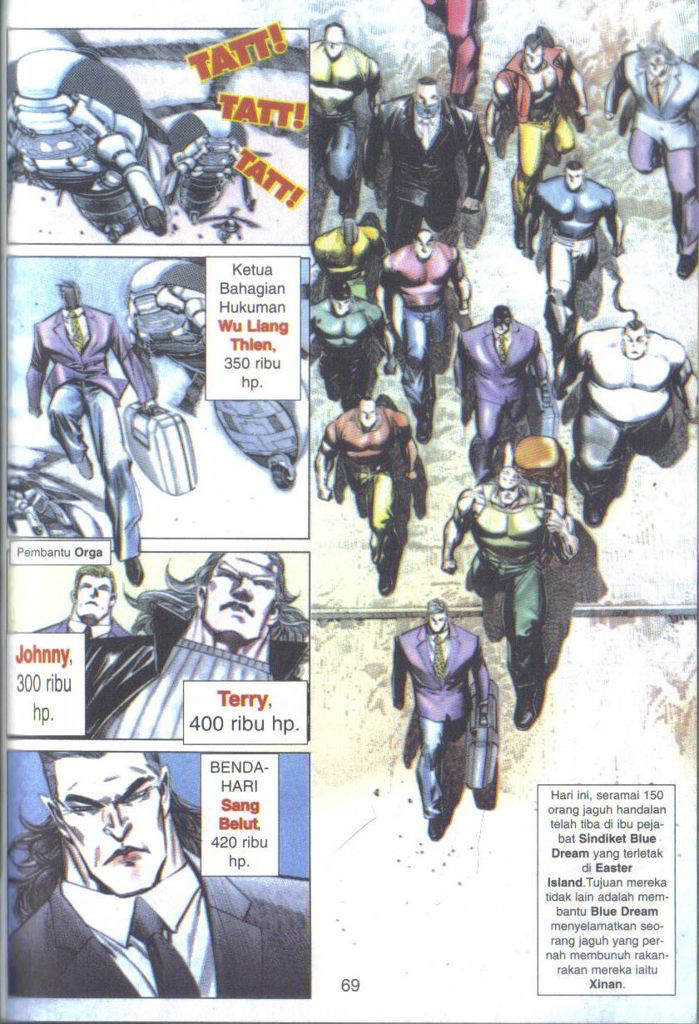 TATT!
TATT!
TATT!
Ketua
Bahagian
Hukuman
Wu Liang
Thien,
350 ribu
hp.
Pembantu Orga
Johnny,
300 ribu
hp.
Terry,
400 ribu hp.
BENDA-
HARI
Sang
Belut,
420 ribu
hp.
Hari ini, seramai 150
orang jaguh handalan
telah tiba di ibu peja-
bat Sindiket Blue
Dream yang terletak
di Easter
Island.Tujuan mereka
tidak lain adalah mem-
bantu Blue Dream
menyelamatkan seo-
rang jaguh yang per-
nah membunuh rakan-
rakan mereka iaitu
Xinan.
69